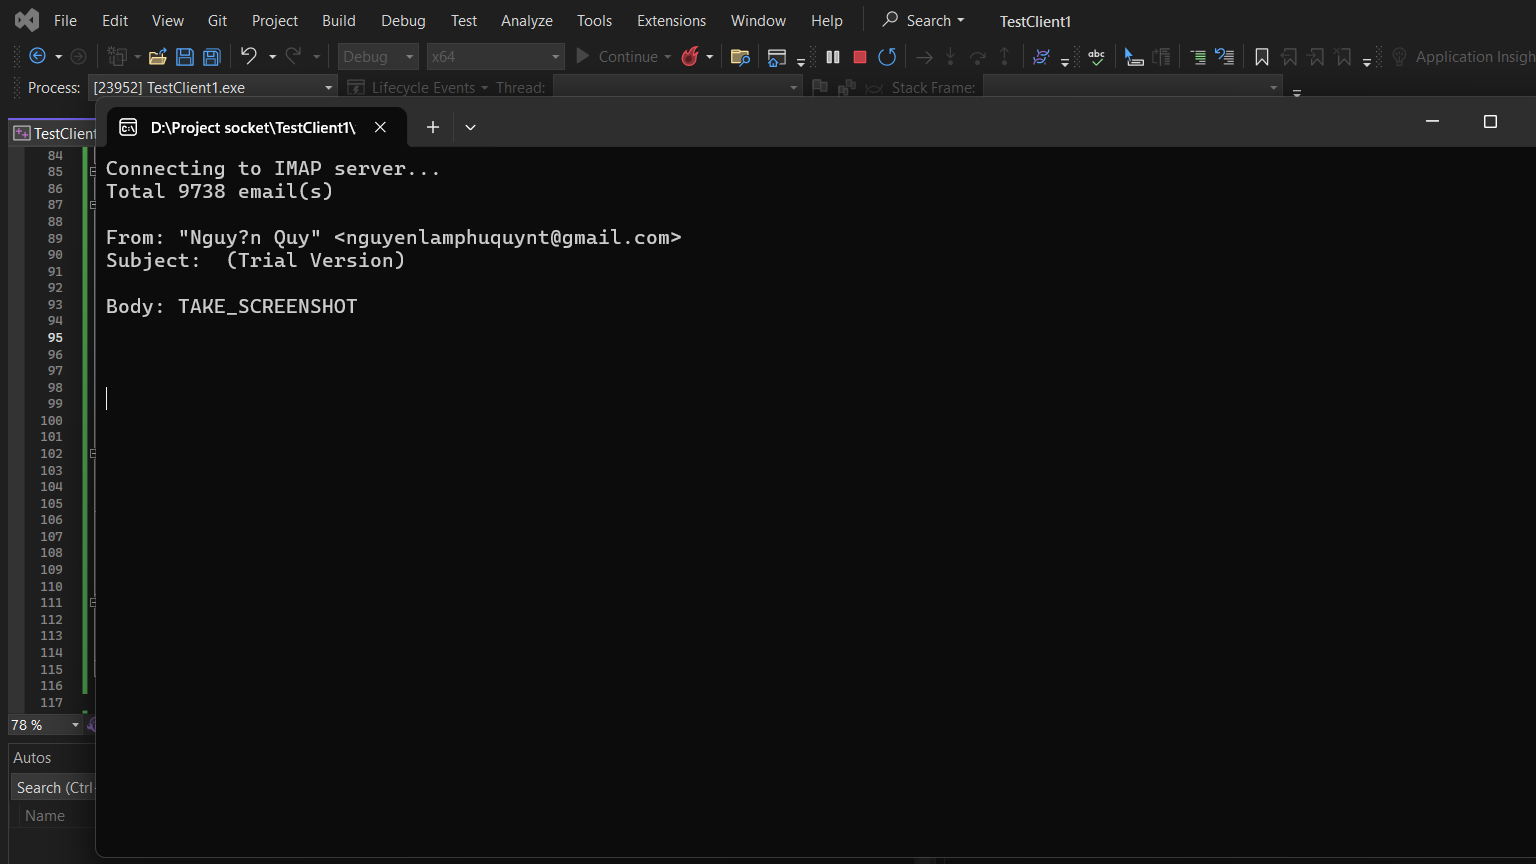 File Edit View Git Project Build Debug Test Analyze Tools Extensions Window Help Search TestClient1
Debug x64 Continue abc Application Insigh
Process: [23952] TestClient1.exe Lifecycle Events Thread: Stack Frame:
TestClient
C:\ D:\Project socket\TestClient1\
84
85
86
87
88
89
90
91
92
93
94
95
96
97
98
99
100
101
102
103
104
105
106
107
108
109
110
111
112
113
114
115
116
117
Connecting to IMAP server...
Total 9738 email(s)
From: "Nguy?n Quy" <nguyenlamphuquynt@gmail.com>
Subject:  (Trial Version)
Body: TAKE_SCREENSHOT
78 %
Autos
Search (Ctrl
Name